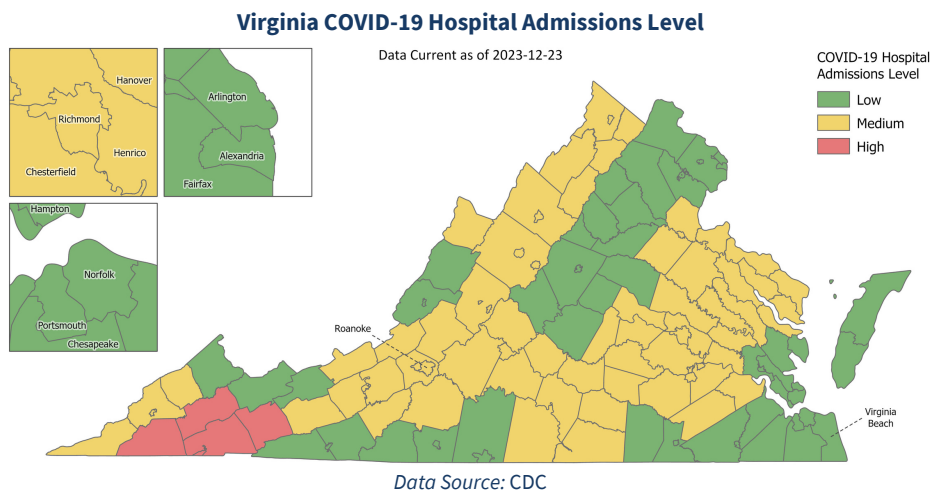 Virginia COVID-19 Hospital Admissions Level
Data Current as of 2023-12-23
COVID-19 Hospital
Admissions Level
Low
Medium
High
Hanover
Richmond
Henrico
Chesterfield
Arlington
Alexandria
Fairfax
Hampton
Norfolk
Portsmouth
Chesapeake
Roanoke
Virginia
Beach
Data Source: CDC